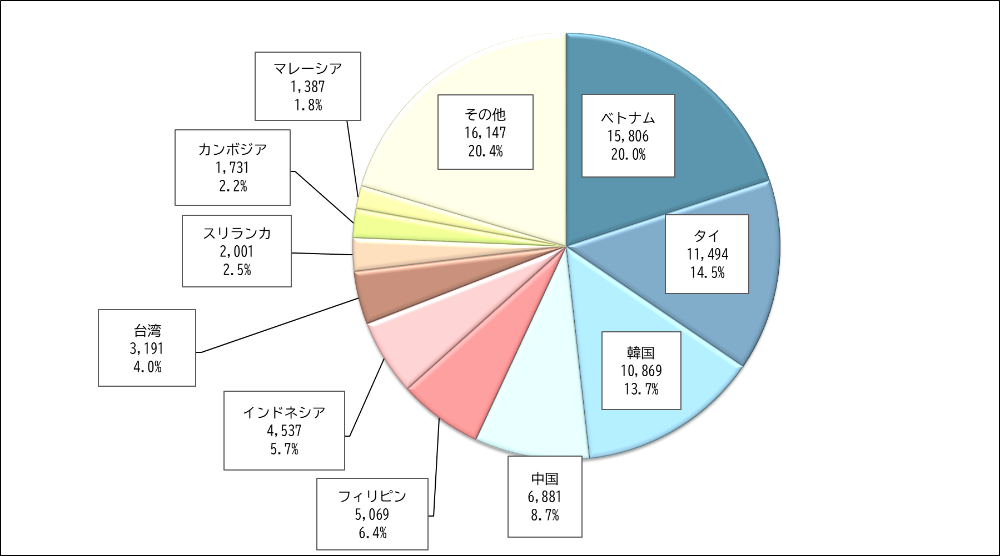 ベトナム
15,806
20.0%
タイ
11,494
14.5%
韓国
10,869
13.7%
中国
6,881
8.7%
フィリピン
5,069
6.4%
インドネシア
4,537
5.7%
台湾
3,191
4.0%
スリランカ
2,001
2.5%
カンボジア
1,731
2.2%
マレーシア
1,387
1.8%
その他
16,147
20.4%